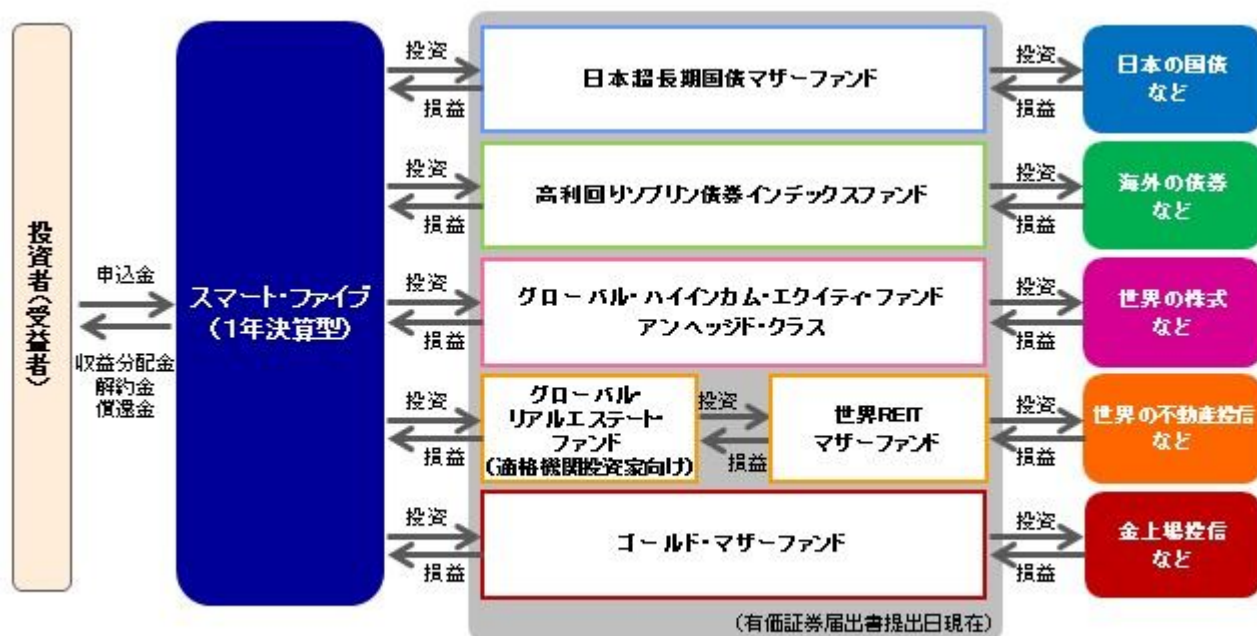 投資者(受益者)
申込金
収益分配金
解約金
償還金
スマート・ファイブ
(1年決算型)
投資
損益
日本超長期国債マザーファンド
投資
損益
日本の国債
など
投資
損益
高利回りソブリン債券インデックスファンド
投資
損益
海外の債券
など
投資
損益
グローバル・ハイインカム・エクイティ・ファンド
アンヘッジド・クラス
投資
損益
世界の株式
など
投資
損益
グローバル・
リアルエステート・
ファンド
(適格機関投資家向け)
投資
損益
世界REIT
マザーファンド
投資
損益
世界の不動産投信
など
投資
損益
ゴールド・マザーファンド
投資
損益
金上場投信
など
(有価証券届出書提出日現在)